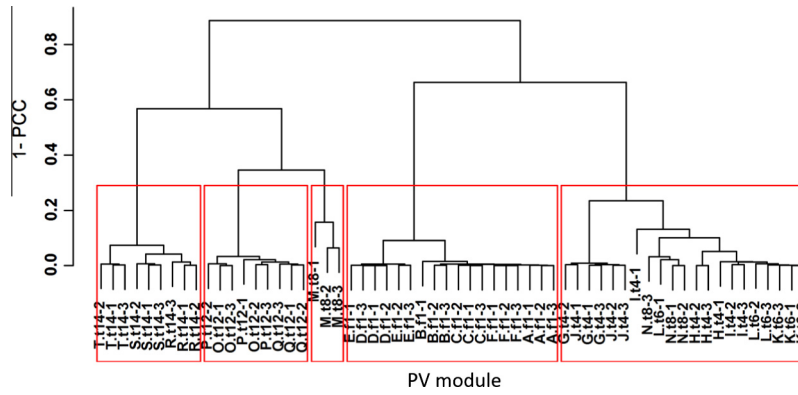 1- PCC
0.8
0.6
0.4
0.2
0.0
T.t14-2
T.t14-1
T.t14-3
S.t14-2
S.t14-1
S.t14-3
R.t14-3
R.t14-1
R.t14-2
P.t12-2
O.t12-1
O.t12-3
P.t12-1
O.t12-2
P.t12-3
Q.t12-3
Q.t12-1
Q.t12-2
M.t8-1
M.t8-2
M.t8-3
E.f1-1
D.f1-3
D.f1-1
D.f1-2
E.f1-2
E.f1-3
B.f1-1
B.f1-2
B.f1-3
C.f1-2
C.f1-1
C.f1-3
F.f1-1
F.f1-2
F.f1-3
A.f1-1
A.f1-2
A.f1-3
G.t4-2
J.t4-1
G.t4-1
G.t4-3
J.t4-2
J.t4-3
I.t4-1
N.t8-3
L.t6-1
N.t8-1
N.t8-2
H.t4-2
H.t4-3
H.t4-1
I.t4-2
I.t4-3
L.t6-2
L.t6-3
K.t6-3
K.t6-1
PV module